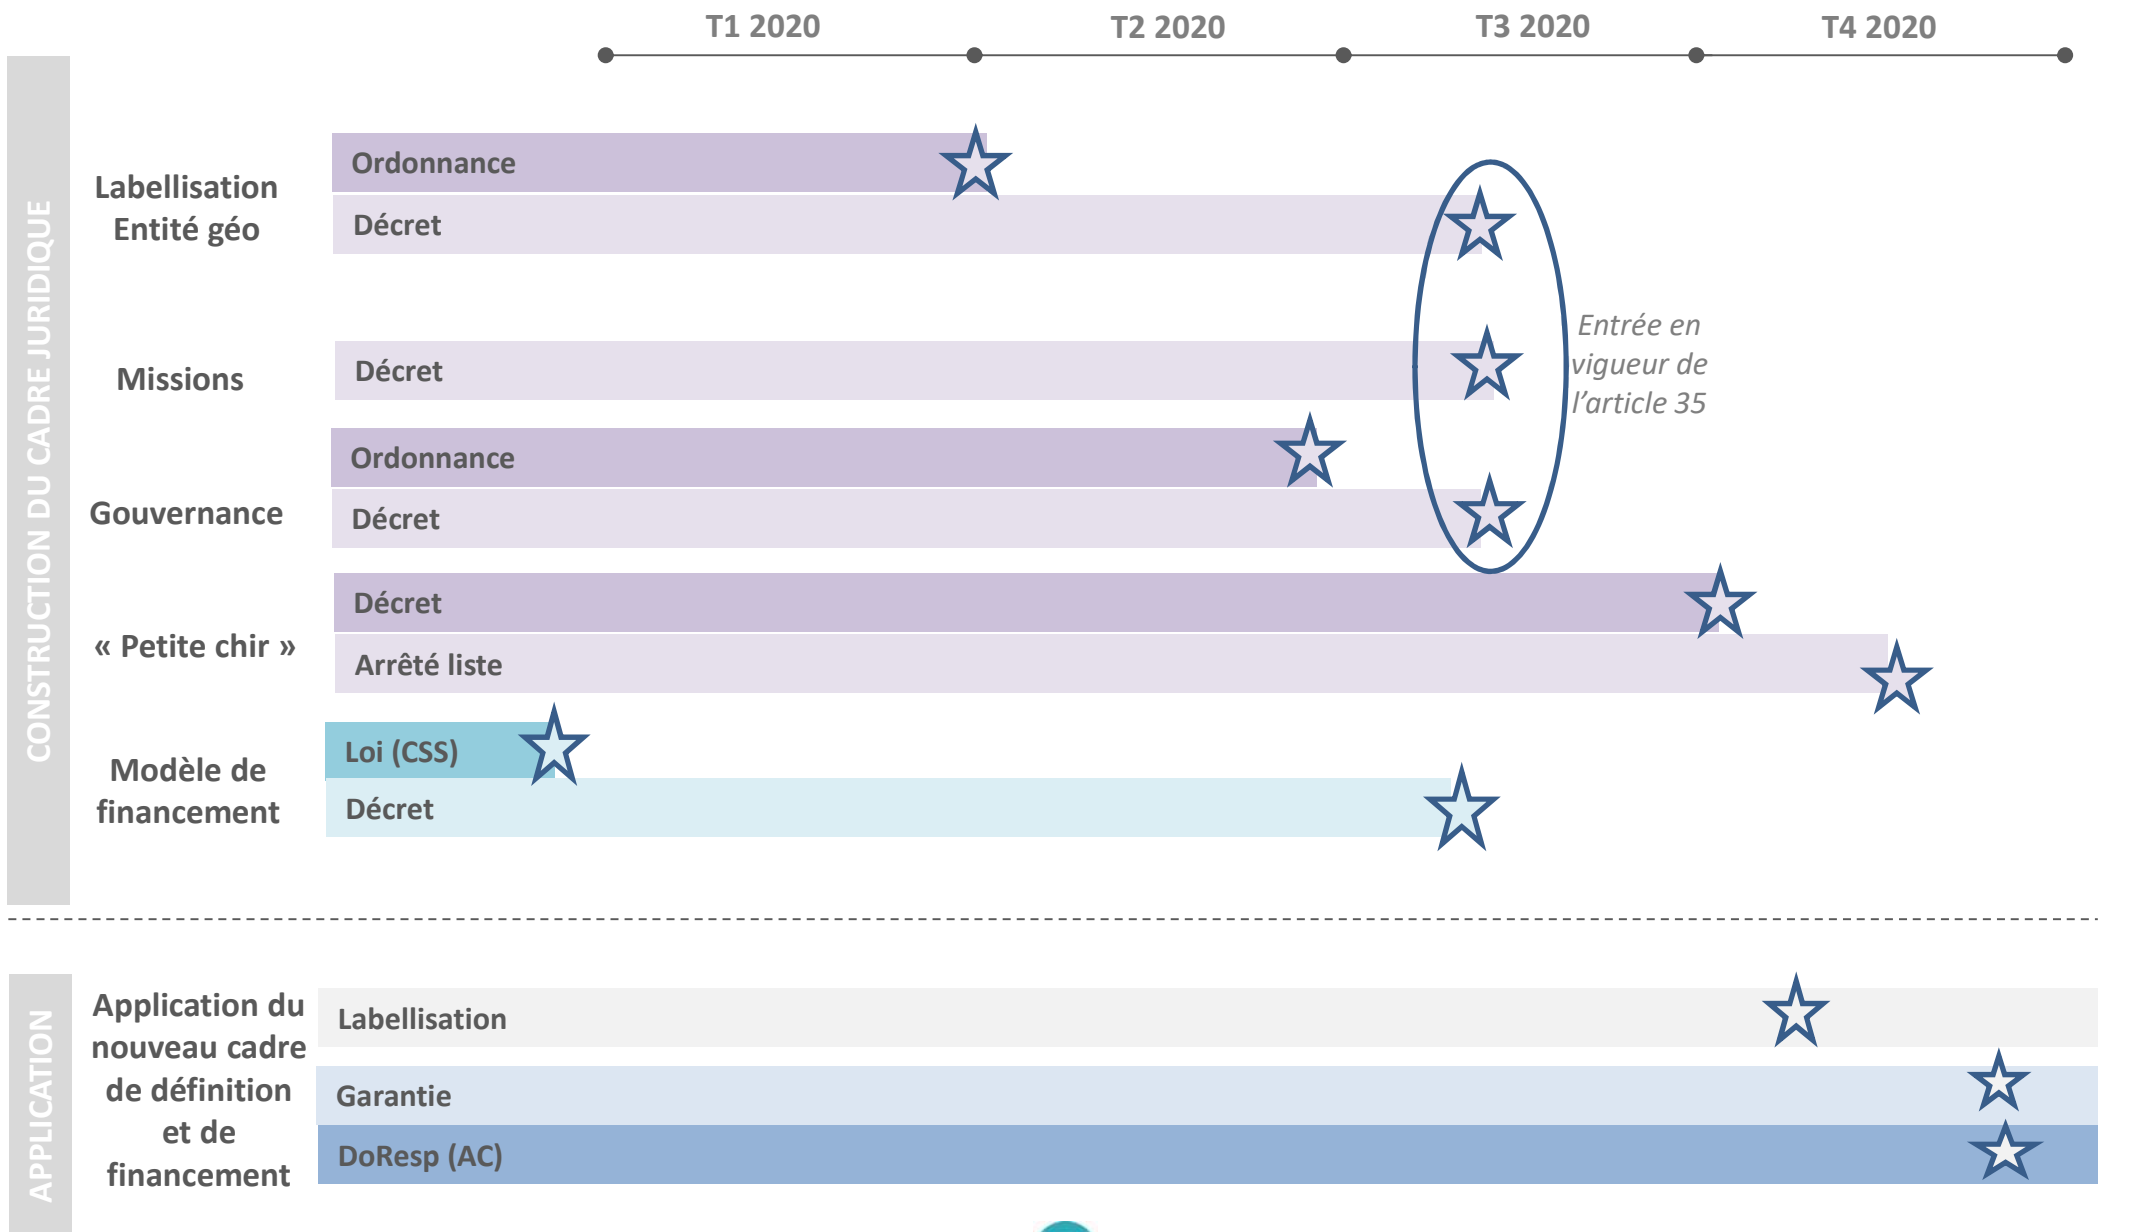 T1 2020
T2 2020
T3 2020
T4 2020
CONSTRUCTION DU CADRE JURIDIQUE
Labellisation
Entité géo
Ordonnance
Décret
Missions
Décret
Entrée en
vigueur de
l’article 35
Gouvernance
Ordonnance
Décret
« Petite chir »
Décret
Arrêté liste
Modèle de
financement
Loi (CSS)
Décret
APPLICATION
Application du
nouveau cadre
de définition
et de
financement
Labellisation
Garantie
DoResp (AC)